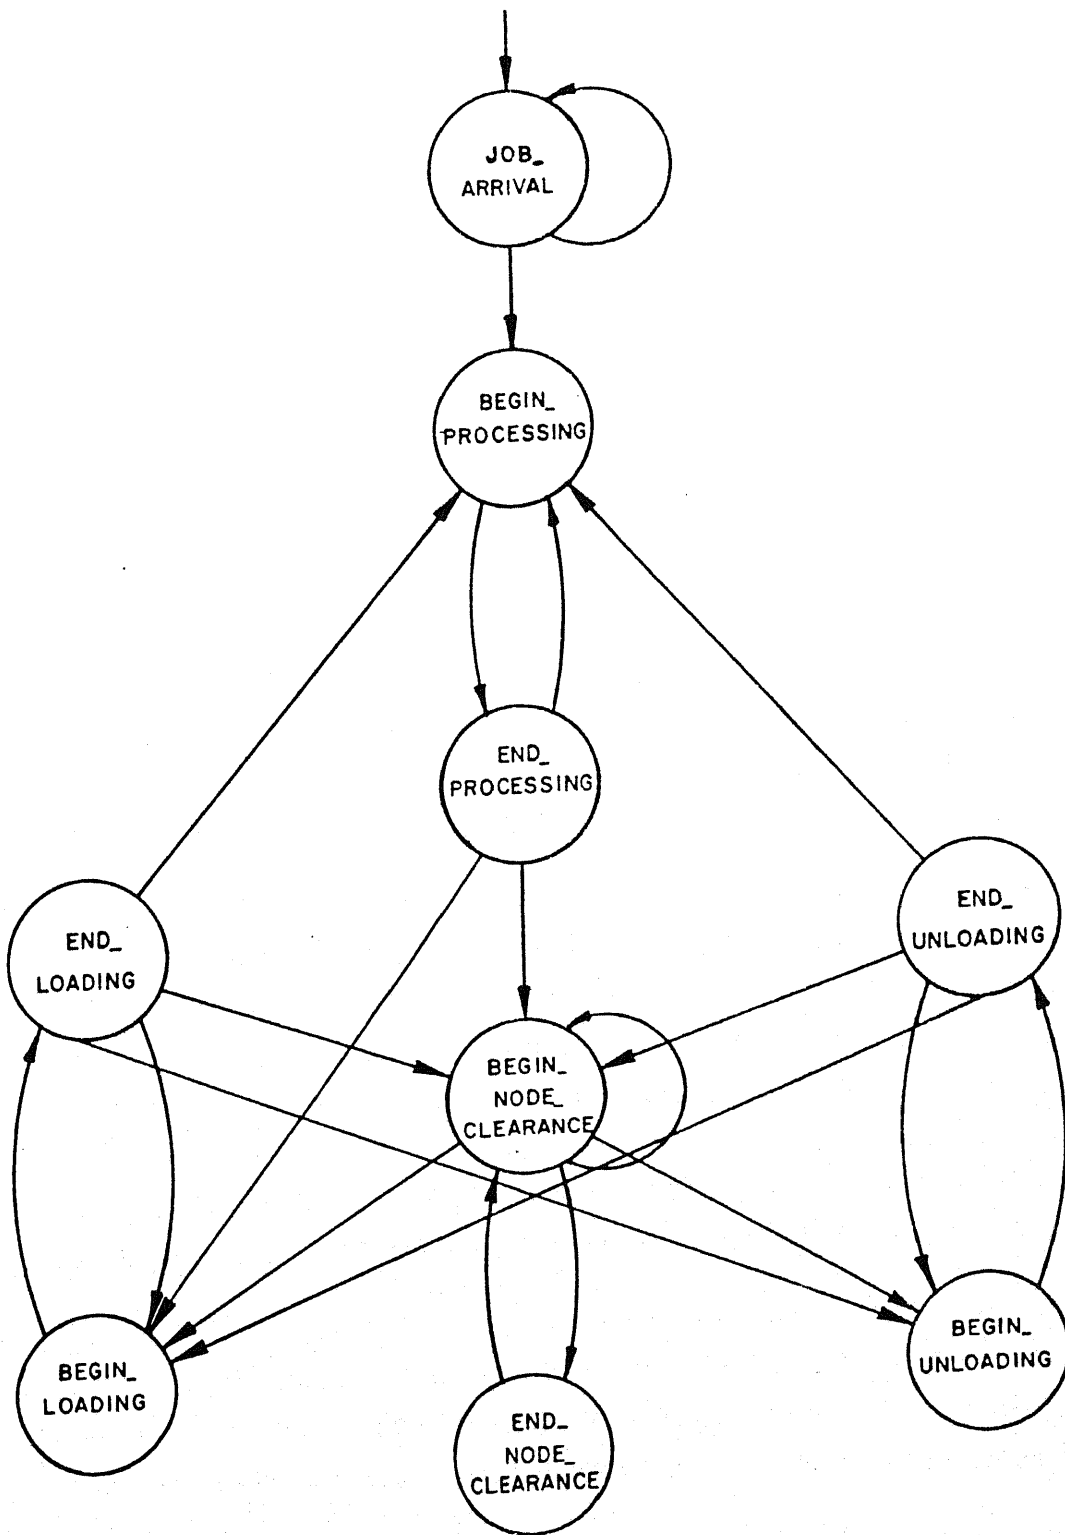 JOB_
ARRIVAL
BEGIN_
PROCESSING
END_
PROCESSING
END_
LOADING
END_
UNLOADING
BEGIN_
NODE_
CLEARANCE
BEGIN_
LOADING
BEGIN_
UNLOADING
END_
NODE_
CLEARANCE